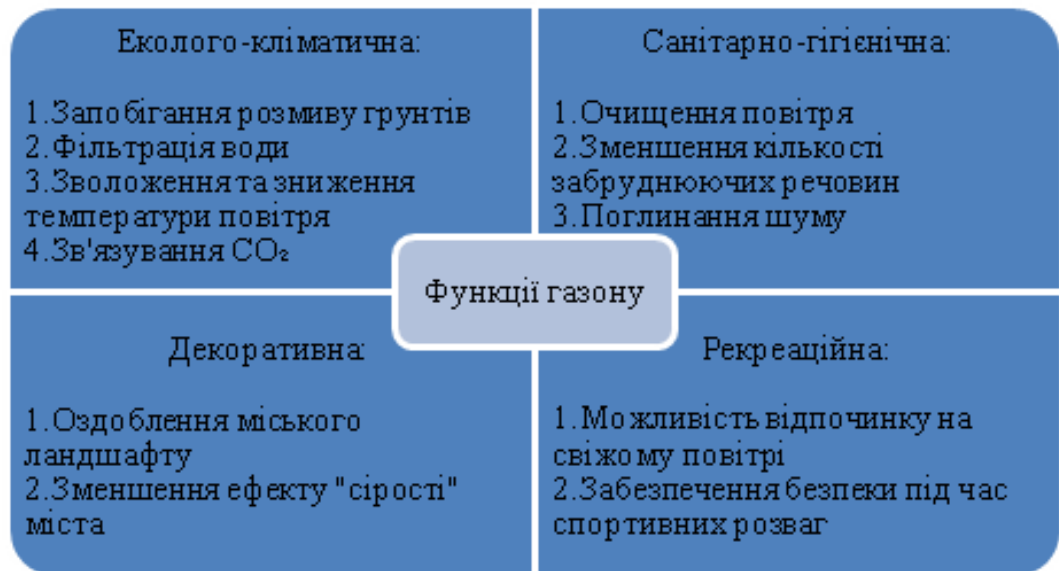 Еколого-кліматична:
1.Запобігання розмиву грунтів
2.Фільтрація води
3.Зволоження та зниження
температури повітря
4.Зв'язування CO₂
Санітарно-гігієнічна:
1.Очищення повітря
2.Зменшення кількості
забруднюючих речовин
3.Поглинання шуму
Функції газону
Декоративна:
1.Оздоблення міського
ландшафту
2.Зменшення ефекту "сірості"
міста
Рекреаційна:
1.Можливість відпочинку на
свіжому повітрі
2.Забезпечення безпеки під час
спортивних розваг